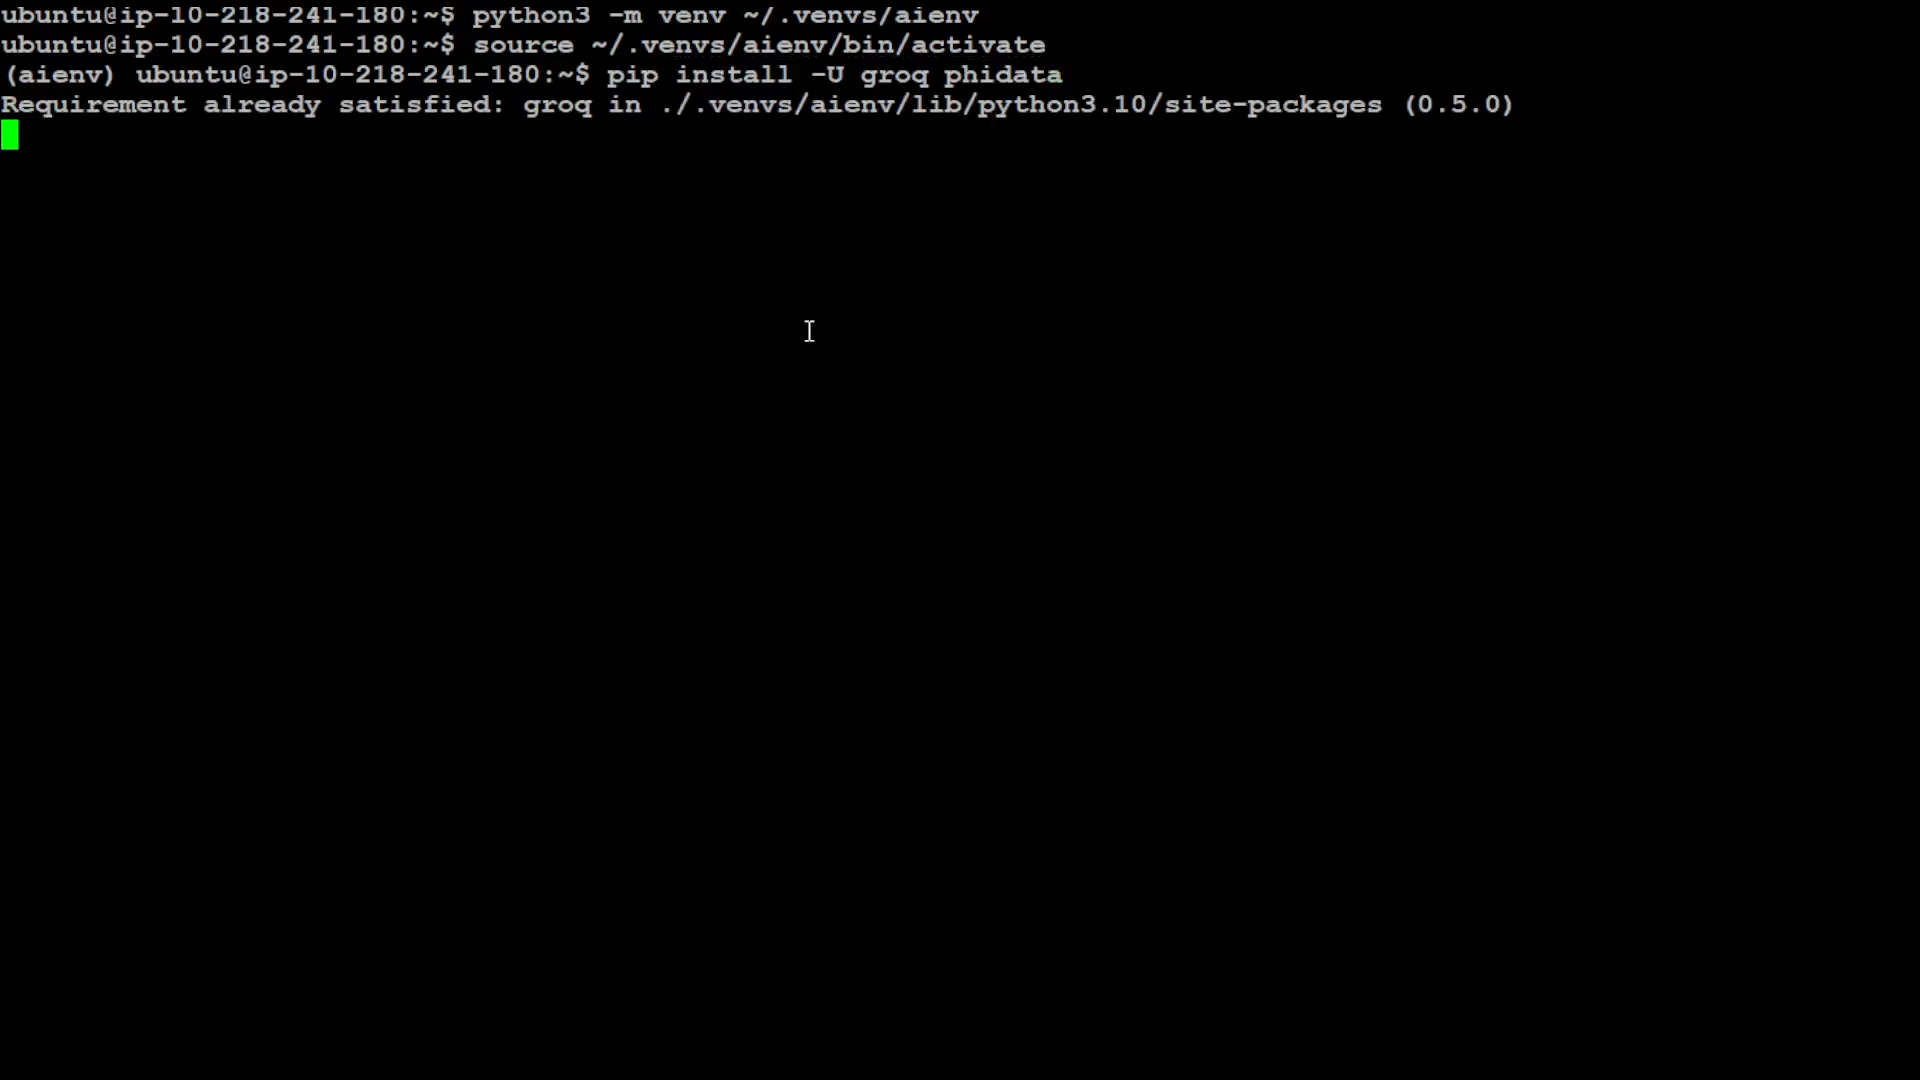 ubuntu@ip-10-218-241-180:~$ python3 -m venv ~/.venvs/aienv
ubuntu@ip-10-218-241-180:~$ source ~/.venvs/aienv/bin/activate
(aienv) ubuntu@ip-10-218-241-180:~$ pip install -U groq phidata
Requirement already satisfied: groq in ./.venvs/aienv/lib/python3.10/site-packages (0.5.0)